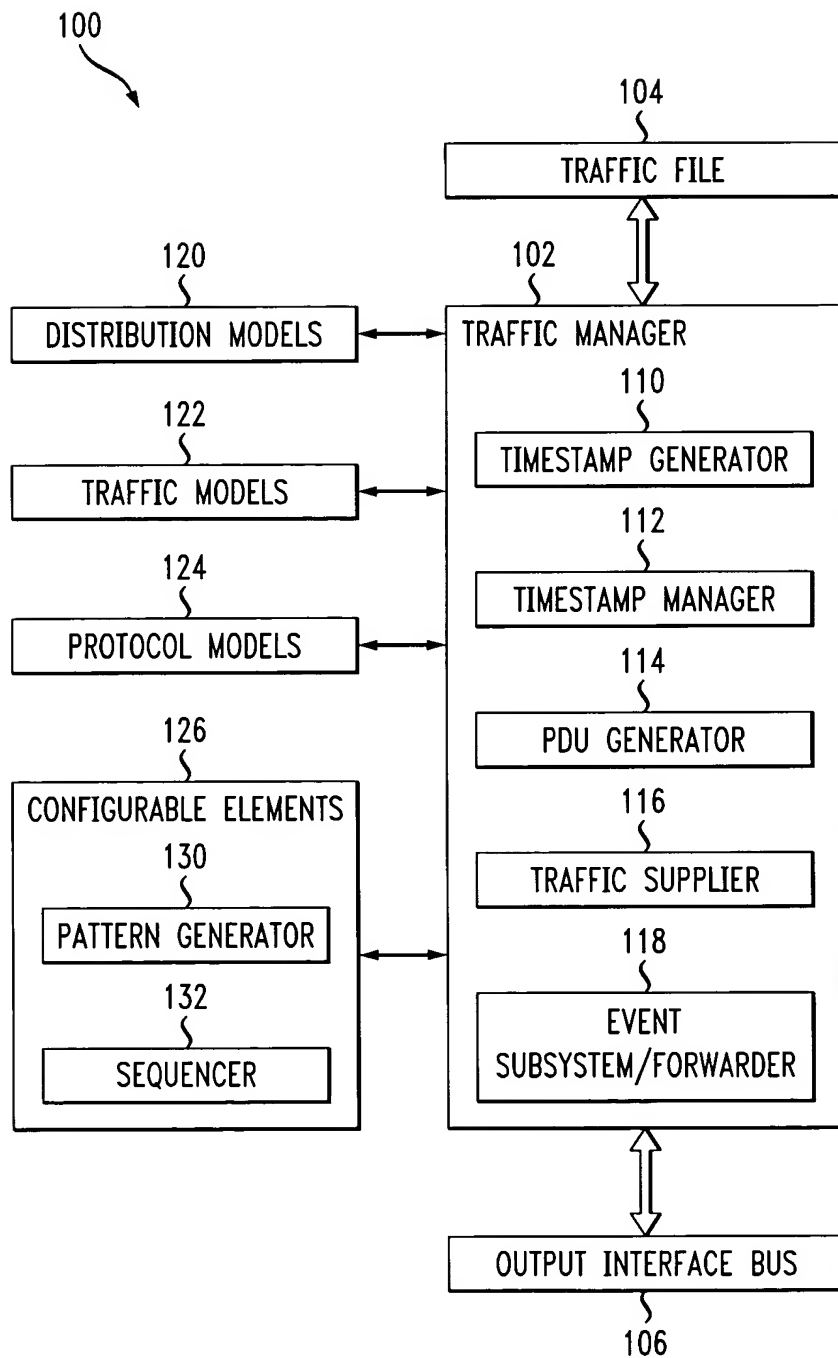 100
104
TRAFFIC FILE
120
102
DISTRIBUTION MODELS
TRAFFIC MANAGER
110
122
TIMESTAMP GENERATOR
TRAFFIC MODELS
112
124
TIMESTAMP MANAGER
PROTOCOL MODELS
114
126
PDU GENERATOR
CONFIGURABLE ELEMENTS
116
130
TRAFFIC SUPPLIER
PATTERN GENERATOR
118
132
EVENT
SUBSYSTEM/FORWARDER
SEQUENCER
OUTPUT INTERFACE BUS
106